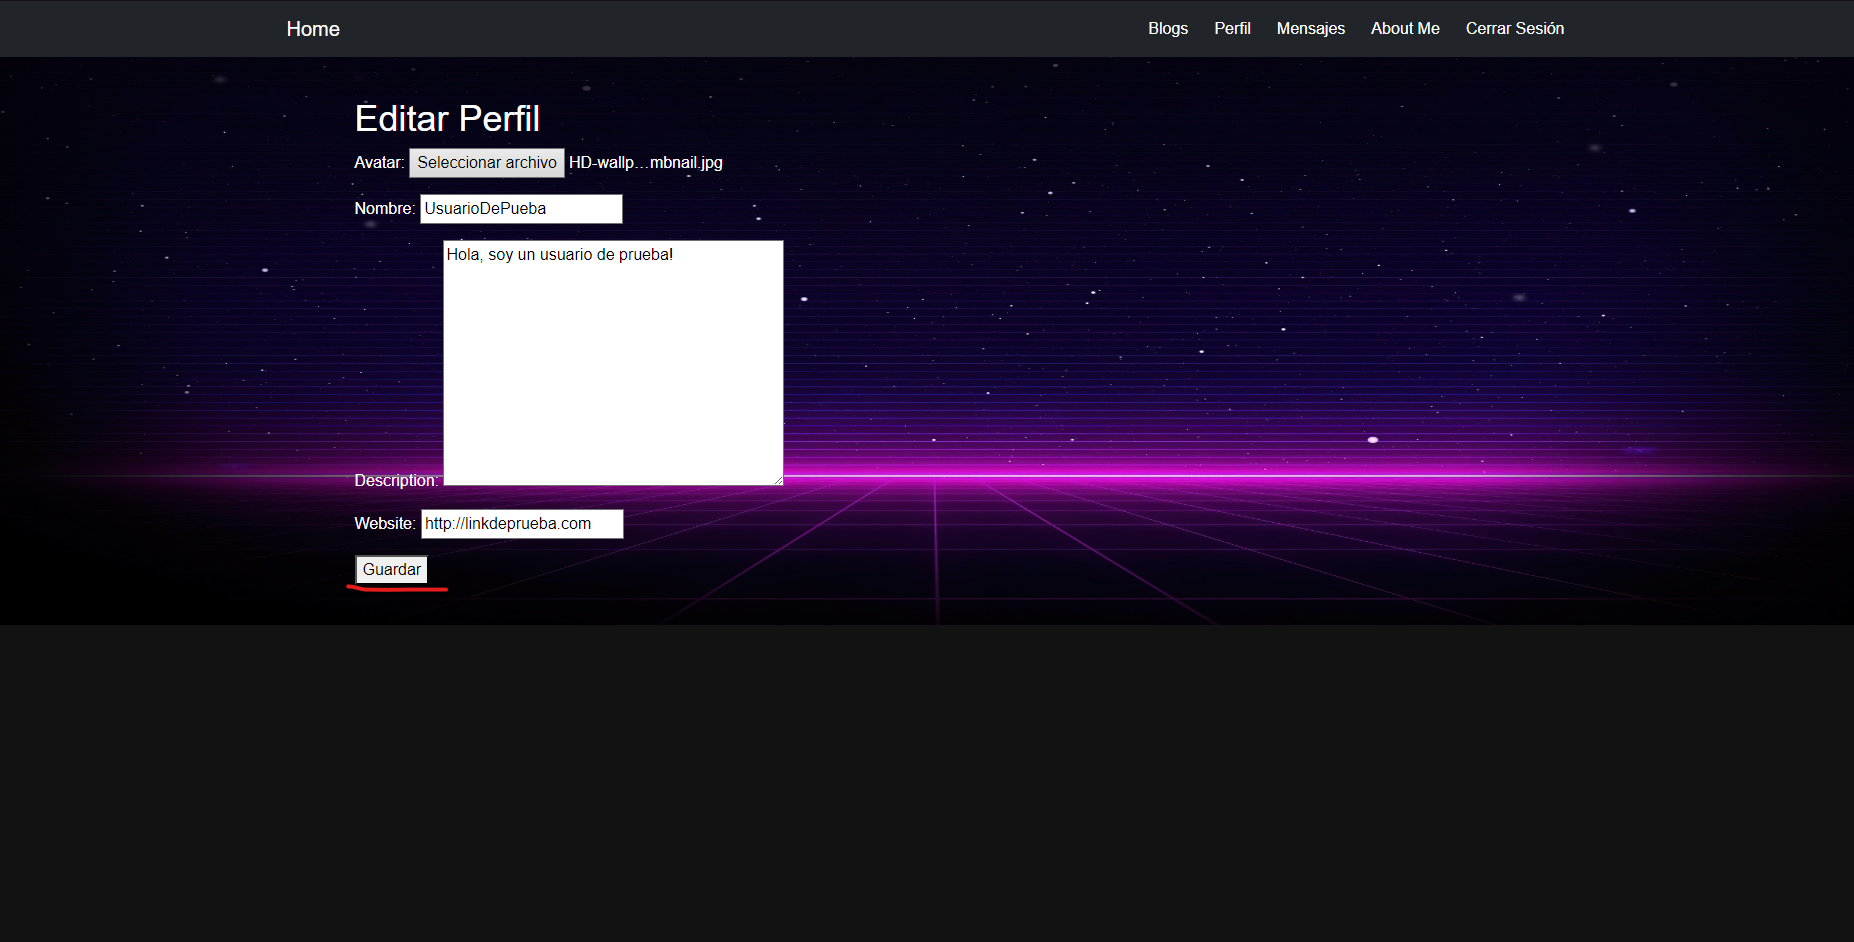 Home Blogs Perfil Mensajes About Me Cerrar Sesión
Editar Perfil
Avatar: Seleccionar archivo HD-wallp…mbnail.jpg
Nombre: UsuarioDePueba
Hola, soy un usuario de prueba!
Description:
Website: http://linkdeprueba.com
Guardar